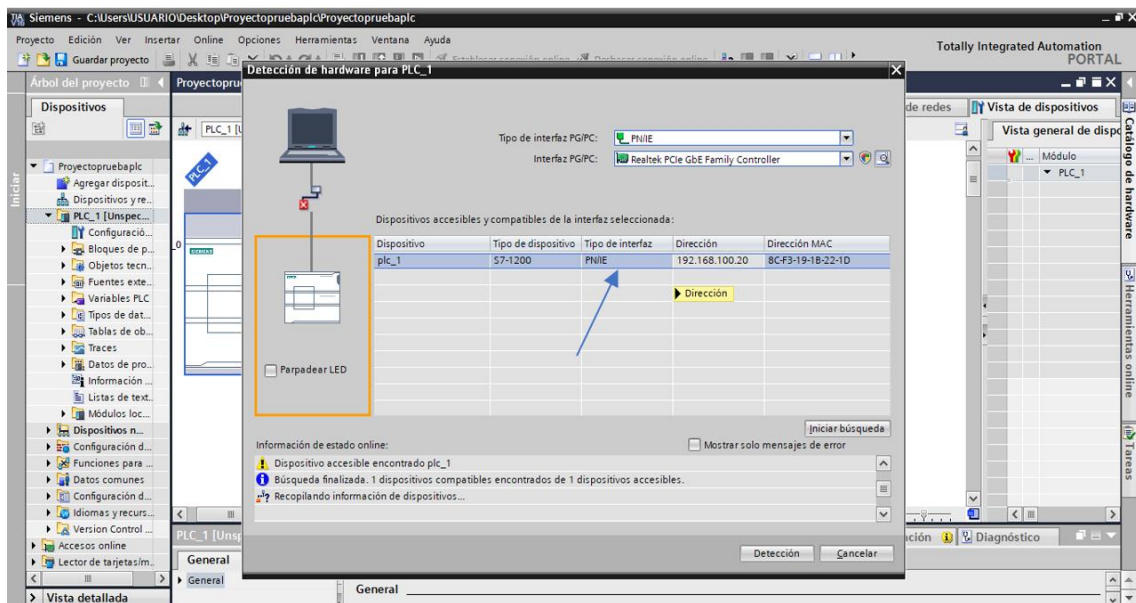 Siemens - C:\Users\USUARIO\Desktop\Proyectopruebaplc\Proyectopruebaplc
Proyecto Edición Ver Insertar Online Opciones Herramientas Ventana Ayuda
Totally Integrated Automation
PORTAL
Guardar proyecto
Árbol del proyecto
Dispositivos
Proyectopruebaplc
Agregar disposit...
Dispositivos y re...
PLC_1 [Unspec...
Configuració...
Bloques de p...
Objetos tecn...
Fuentes exte...
Variables PLC
Tipos de dat...
Tablas de ob...
Traces
Datos de pro...
Información ...
Listas de text...
Módulos loc...
Dispositivos n...
Configuración d...
Funciones para ...
Datos comunes
Configuración d...
Idiomas y recurs...
Version Control ...
Accesos online
Lector de tarjetas/m...
Vista detallada
Iniciar
Proyectopru
PLC_1 [U
PLC_1
SIEMENS
PLC_1 [Unsp
General
General
General
Detección de hardware para PLC_1
Tipo de interfaz PG/PC: PN/IE
Interfaz PG/PC: Realtek PCIe GbE Family Controller
Dispositivos accesibles y compatibles de la interfaz seleccionada:
Dispositivo Tipo de dispositivo Tipo de interfaz Dirección Dirección MAC
plc_1 S7-1200 PN/IE 192.168.100.20 8C-F3-19-1B-22-1D
Dirección
Parpadear LED
Iniciar búsqueda
Información de estado online:
Mostrar solo mensajes de error
Dispositivo accesible encontrado plc_1
Búsqueda finalizada. 1 dispositivos compatibles encontrados de 1 dispositivos accesibles.
Recopilando información de dispositivos...
Detección Cancelar
de redes
Vista de dispositivos
Vista general de dispo
... Módulo
PLC_1
ación
Diagnóstico
Catálogo de hardware
Herramientas online
Tareas